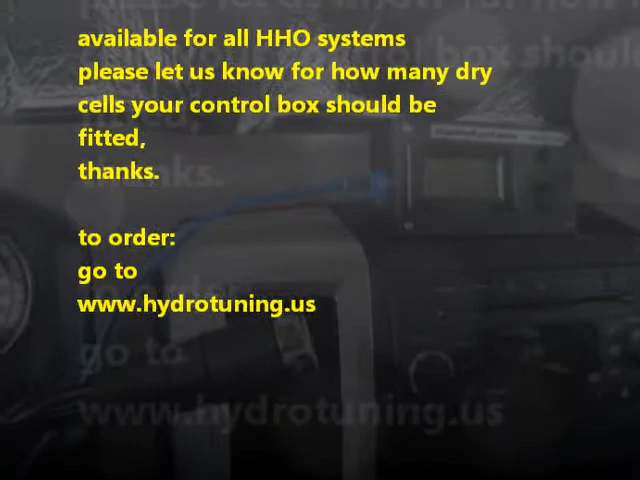 available for all HHO systems
please let us know for how many dry
cells your control box should be
fitted,
thanks.
to order:
go to
www.hydrotuning.us